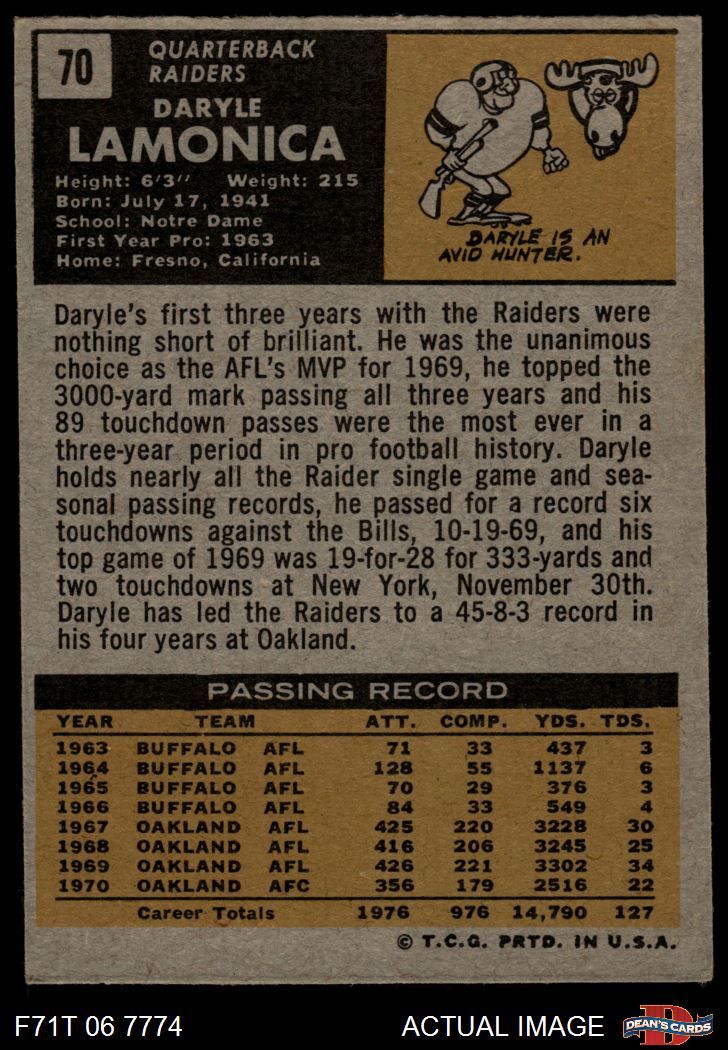 70
QUARTERBACK
RAIDERS
DARYLE
LAMONICA
Height: 6'3" Weight: 215
Born: July 17, 1941
School: Notre Dame
First Year Pro: 1963
Home: Fresno, California
DARYLE IS AN
AVID HUNTER.
Daryle's first three years with the Raiders were
nothing short of brilliant. He was the unanimous
choice as the AFL's MVP for 1969, he topped the
3000-yard mark passing all three years and his
89 touchdown passes were the most ever in a
three-year period in pro football history. Daryle
holds nearly all the Raider single game and sea-
sonal passing records, he passed for a record six
touchdowns against the Bills, 10-19-69, and his
top game of 1969 was 19-for-28 for 333-yards and
two touchdowns at New York, November 30th.
Daryle has led the Raiders to a 45-8-3 record in
his four years at Oakland.
PASSING RECORD
YEAR TEAM ATT. COMP. YDS. TDS.
1963 BUFFALO AFL 71 33 437 3
1964 BUFFALO AFL 128 55 1137 6
1965 BUFFALO AFL 70 29 376 3
1966 BUFFALO AFL 84 33 549 4
1967 OAKLAND AFL 425 220 3228 30
1968 OAKLAND AFL 416 206 3245 25
1969 OAKLAND AFL 426 221 3302 34
1970 OAKLAND AFC 356 179 2516 22
Career Totals 1976 976 14,790 127
© T.C.G. PRTD. IN U.S.A.
F71T 06 7774 ACTUAL IMAGE DEAN'S CARDS